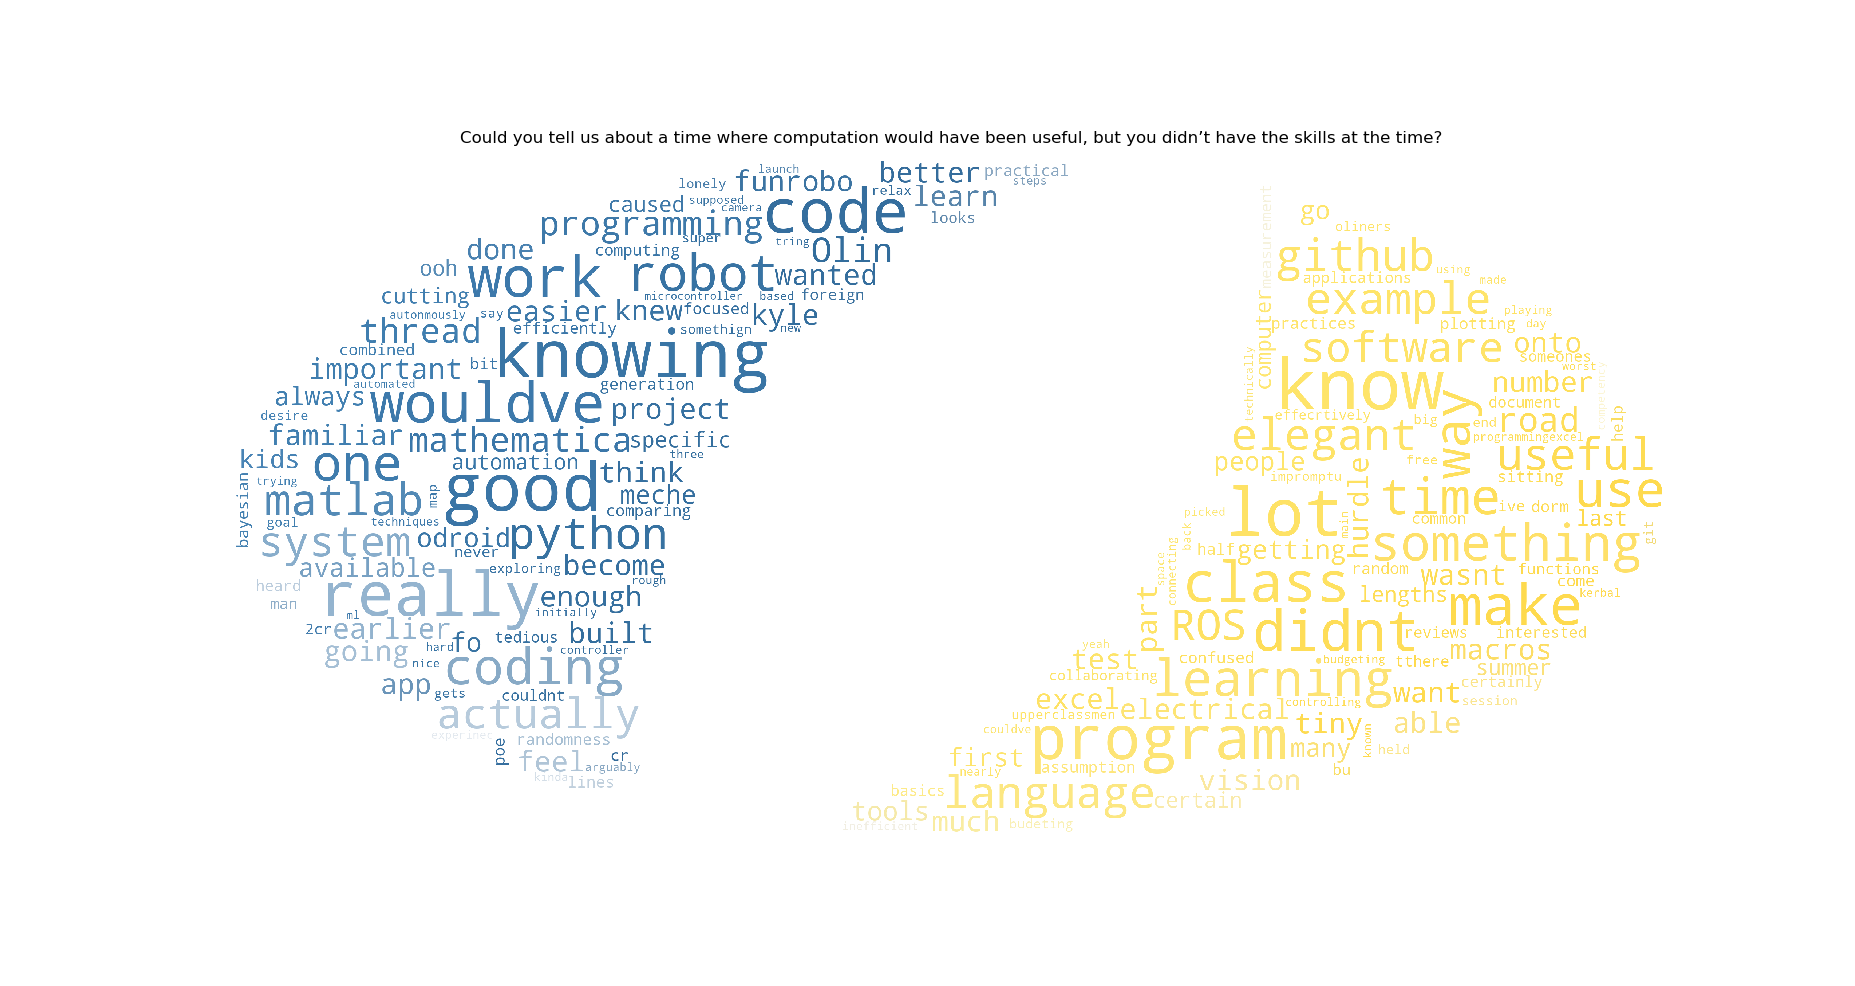 Could you tell us about a time where computation would have been useful, but you didn’t have the skills at the time?
launch
better
practical
lonely
funrobo
relax
steps
caused
supposed
camera
code
learn
looks
programming
super
tring
done
computing
Olin
ooh
work
robot
wanted
cutting
microcontroller
based
foreign
autonmously
say
easier
knew
focused
kyle
thread
efficiently
somethign
new
combined
knowing
important
bit
automated
generation
always
wouldve
project
desire
familiar
mathematica
specific
kids
one
automation
three
trying
good
think
bayesian
matlab
map
meche
goal
techniques
comparing
system
odroid
python
never
available
exploring
become
rough
heard
really
enough
man
ml
initially
2cr
earlier
fo
tedious
built
going
hard
controller
nice
coding
app
gets
couldnt
actually
experinec
poe
randomness
cr
feel
arguably
kinda
lines
measurement
go
oliners
github
using
applications
made
computer
example
playing
practices
plotting
day
software
onto
someones
worst
technically
know
number
competency
document
effecrtively
big
way
end
road
help
elegant
programmingexcel
people
free
useful
impromptu
hurdle
sitting
lot
time
use
picked
ive
dorm
common
last
main
back
half
getting
something
git
space
connecting
random
wasnt
functions
class
come
lengths
kerbal
part
make
ROS
didnt
reviews
interested
yeah
test
confused
budgeting
tthere
macros
collaborating
learning
summer
excel
want
certainly
upperclassmen
electrical
controlling
session
couldve
program
tiny
able
first
many
known
held
nearly
assumption
bu
basics
language
vision
tools
certain
inefficient
much
budeting